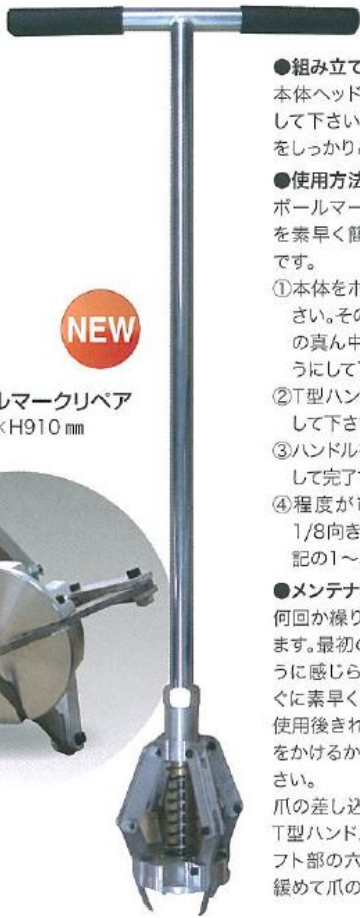 NEW
ルマークリペア
×H910 mm
●組み立て
本体ヘッド
して下さい
をしっかり
●使用方法
ボールマー
を素早く簡
です。
①本体をボ
さい。その
の真ん中
うにして
②T型ハン
して下さ
③ハンドル
して完了
④程度が
1/8向き
記の1〜
●メンテナ
何回か繰り
ます。最初の
うに感じら
ぐに素早く
使用後きれ
をかけるか
さい。
爪の差し込
T型ハンド
フト部の六
緩めて爪の